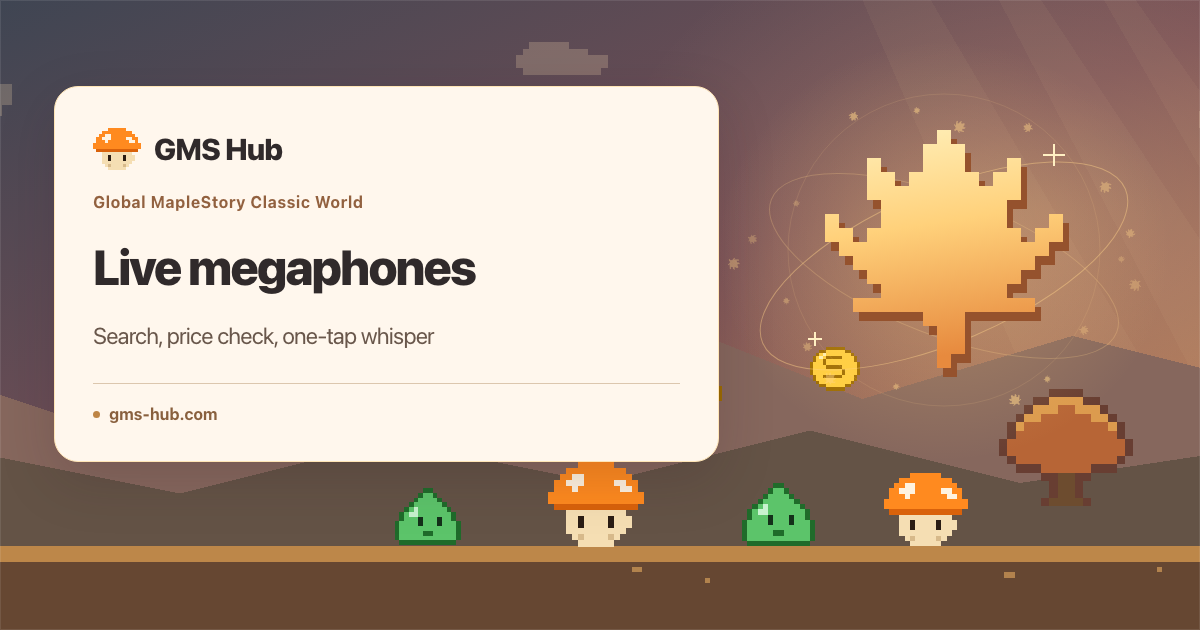 GMS Hub
Global MapleStory Classic World
Live megaphones
Search, price check, one-tap whisper
gms-hub.com